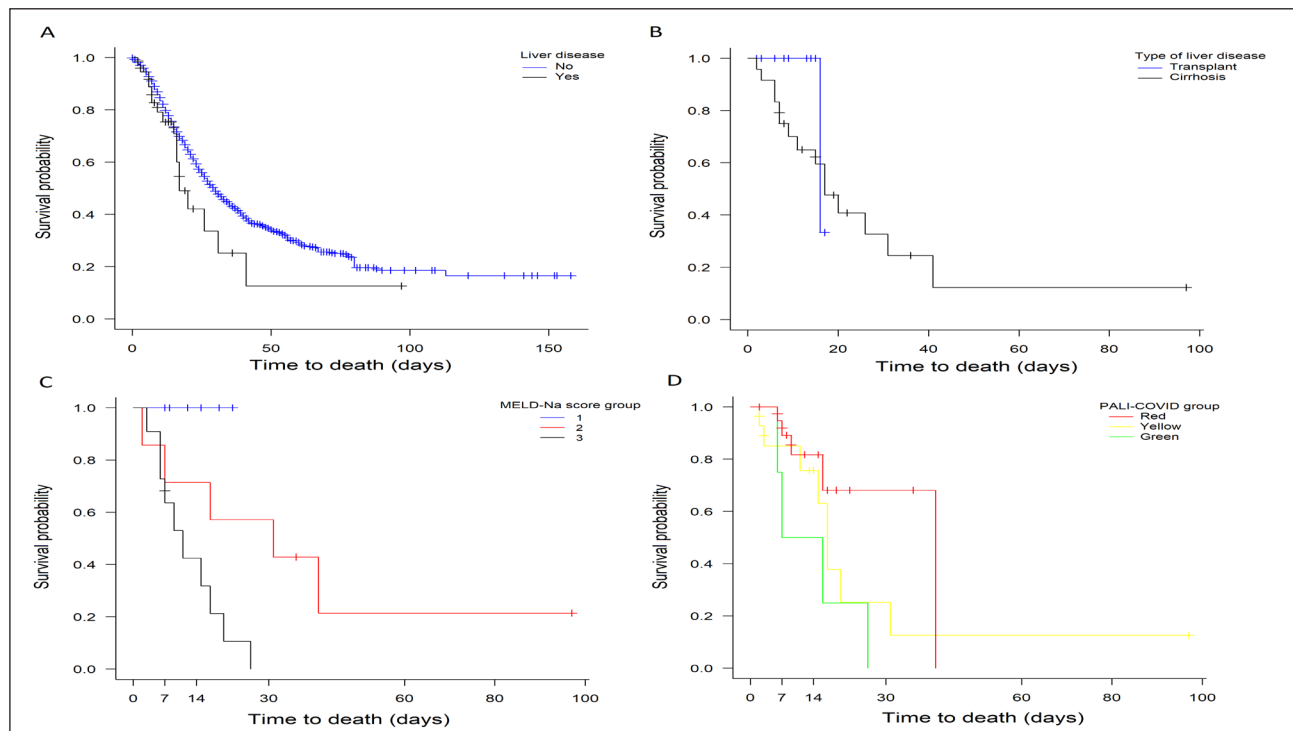 A
Liver disease
No
Yes
1.0
0.8
0.6
0.4
0.2
0.0
Survival probability
0 50 100 150
Time to death (days)
B
Type of liver disease
Transplant
Cirrhosis
1.0
0.8
0.6
0.4
0.2
0.0
Survival probability
20 40 60 80 100
Time to death (days)
C
MELD-Na score group
1
2
3
1.0
0.8
0.6
0.4
0.2
0.0
Survival probability
0 7 14 30 60 80 100
Time to death (days)
D
PALI-COVID group
Red
Yellow
Green
1.0
0.8
0.6
0.4
0.2
0.0
Survival probability
0 7 14 30 60 80 100
Time to death (days)